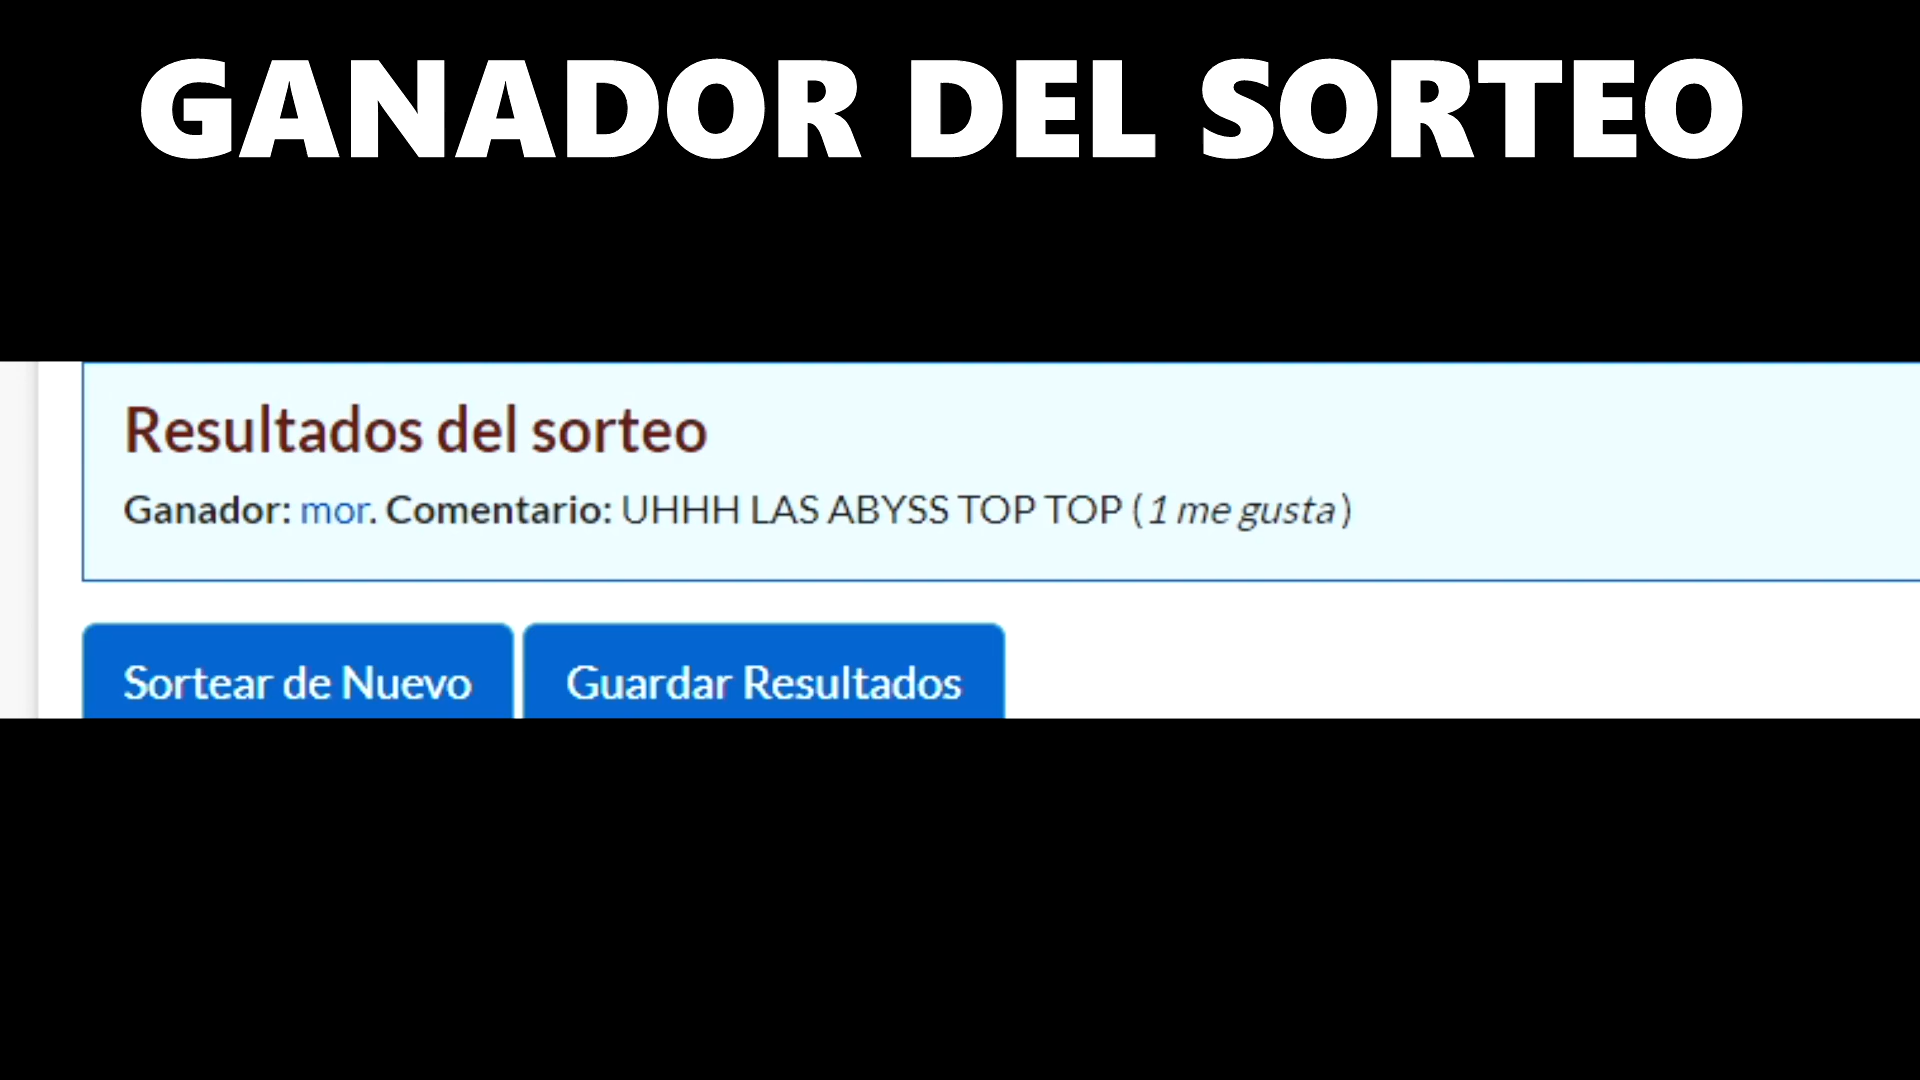 GANADOR DEL SORTEO
Resultados del sorteo
Ganador: mor. Comentario: UHHH LAS ABYSS TOP TOP (1 me gusta)
Sortear de Nuevo
Guardar Resultados